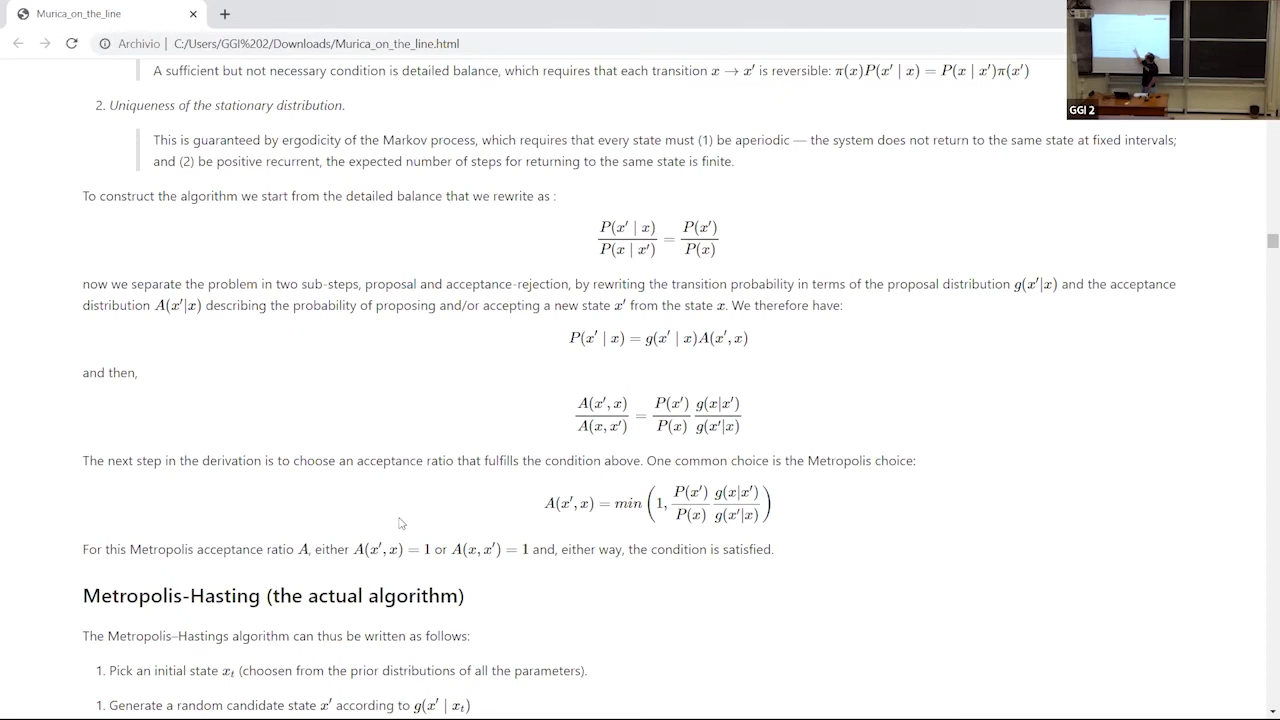 Murica_on_the_line
Archivio | C:/Users/GGI%202/Downloads/Murica_on_the_line.html
GGI 2
A sufficient but not necessary condition is detailed balance, which requires that each transition x → x′ is reversible: π(x)P(x′ | x) = P(x | x′)π(x′)
2. Uniqueness of the stationary distribution.
This is guaranteed by ergodicity of the Markov process, which requires that every state must (1) be aperiodic — the system does not return to the same state at fixed intervals;
and (2) be positive recurrent, the expected number of steps for returning to the same state is finite.
To construct the algorithm we start from the detailed balance that we rewrite as :
P(x′ | x) / P(x | x′) = P(x′) / P(x)
now we separate the problem in two sub-steps, proposal and acceptance-rejection, by rewriting the transition probability in terms of the proposal distribution g(x′|x) and the acceptance
distribution A(x′|x) describing the probability of proposing and/or accepting a new state x′ from the state x. We therefore have:
P(x′ | x) = g(x′ | x)A(x′, x)
and then,
A(x′, x) / A(x, x′) = P(x′) / P(x) g(x|x′) / g(x′|x)
The next step in the derivation is to choose an acceptance ratio that fulfills the condition above. One common choice is the Metropolis choice:
A(x′, x) = min (1, P(x′) / P(x) g(x|x′) / g(x′|x))
For this Metropolis acceptance ratio A, either A(x′, x) = 1 or A(x, x′) = 1 and, either way, the condition is satisfied.
Metropolis-Hasting (the actual algorithm)
The Metropolis–Hastings algorithm can thus be written as follows:
1. Pick an initial state xₜ (choosen from the prior distributions of all the parameters).
1. Generate a random candidate state x′ according to g(x′ | xₜ)